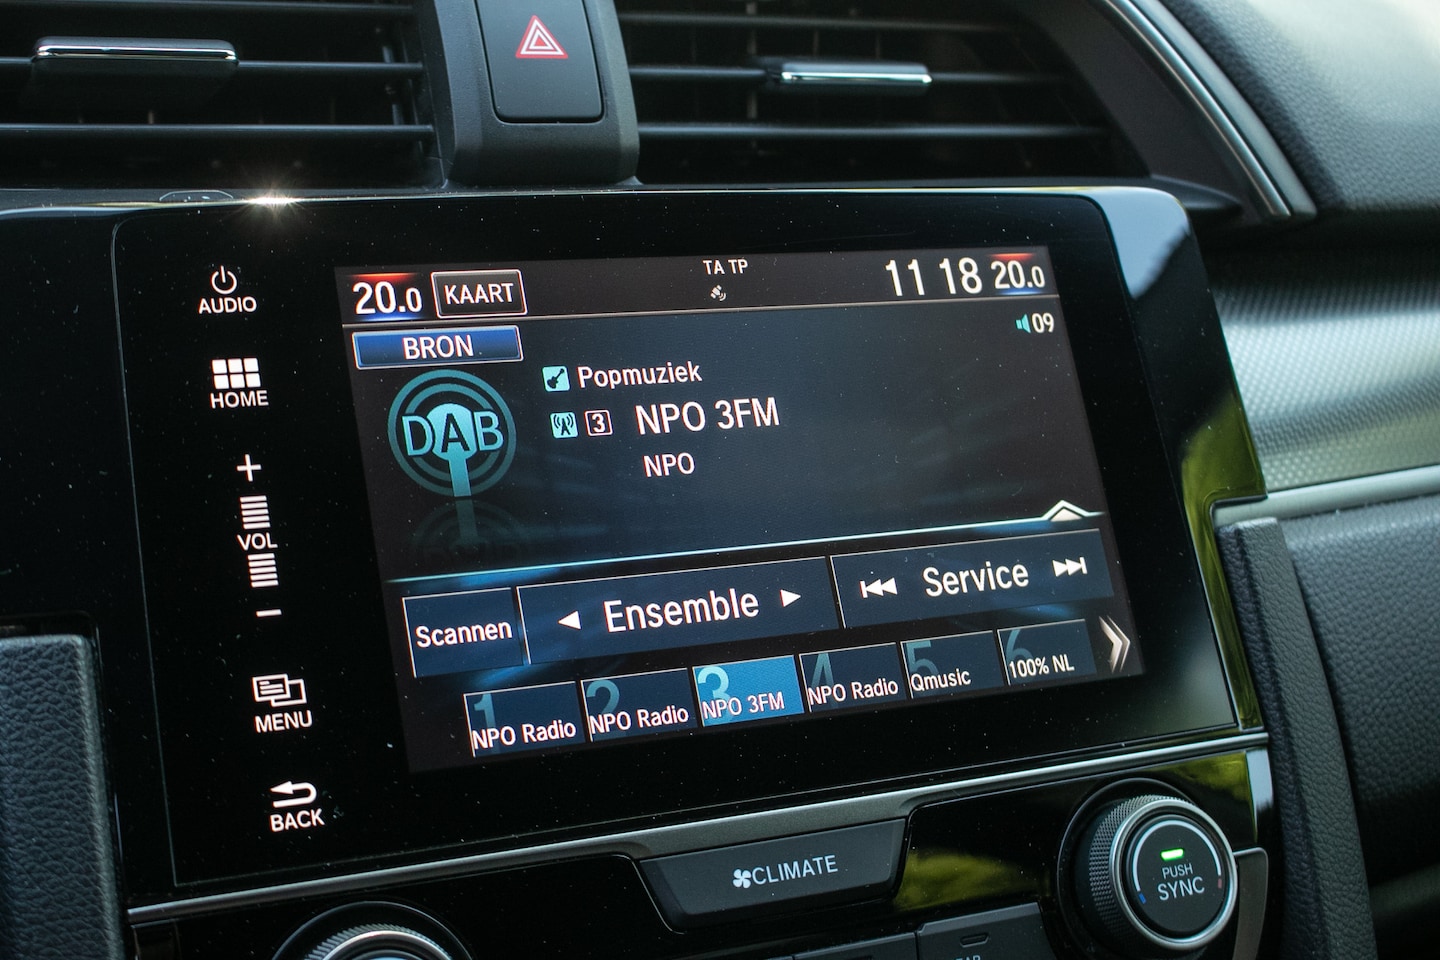 AUDIO
HOME
+
VOL
−
MENU
BACK
20.0 KAART TA TP 11 18 20.0
BRON 09
DAB
Popmuziek
3 NPO 3FM
NPO
Scannen Ensemble Service
1 NPO Radio 2 NPO Radio 3 NPO 3FM 4 NPO Radio 5 Qmusic 6 100% NL
CLIMATE
PUSH
SYNC